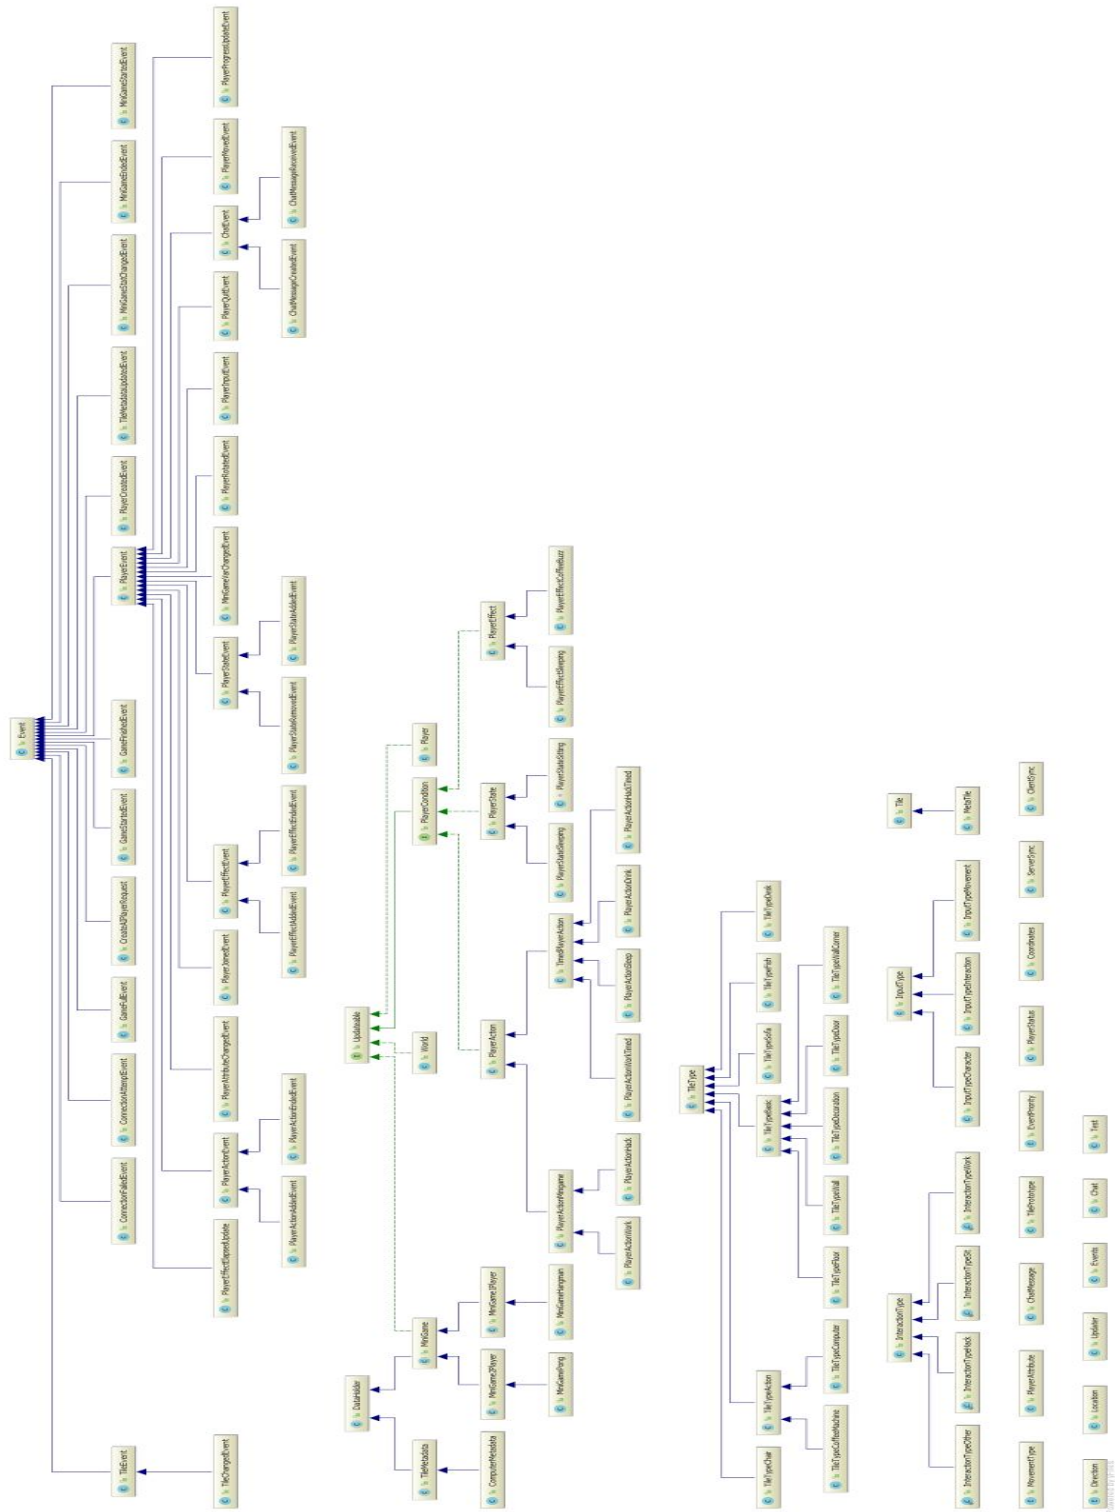 Event
TileEvent
ConnectionFailedEvent
ConnectionAttemptEvent
GameFullEvent
CreateAIPlayerRequest
GameStartedEvent
GameFinishedEvent
PlayerEvent
PlayerCreatedEvent
TileMetadataUpdatedEvent
MiniGameStatChangedEvent
MiniGameEndedEvent
MiniGameStartedEvent
TileChangedEvent
PlayerEffectElapsedUpdate
PlayerActionEvent
PlayerAttributeChangedEvent
PlayerJoinedEvent
PlayerEffectEvent
PlayerStateEvent
MiniGameVarChangedEvent
PlayerRotatedEvent
PlayerInputEvent
PlayerQuitEvent
ChatEvent
PlayerMovedEvent
PlayerProgressUpdateEvent
PlayerActionAddedEvent
PlayerActionEndedEvent
PlayerEffectAddedEvent
PlayerEffectEndedEvent
PlayerStateRemovedEvent
PlayerStateAddedEvent
ChatMessageCreatedEvent
ChatMessageReceivedEvent
DataHolder
Updateable
TileMetadata
MiniGame
World
PlayerCondition
Player
ComputerMetadata
MiniGame2Player
MiniGame1Player
PlayerAction
PlayerState
PlayerEffect
MiniGamePong
MiniGameHangman
PlayerActionMinigame
TimedPlayerAction
PlayerStateSleeping
PlayerStateSitting
PlayerEffectSleeping
PlayerEffectCoffeeBuzz
PlayerActionWork
PlayerActionHack
PlayerActionWorkTimed
PlayerActionSleep
PlayerActionDrink
PlayerActionHackTimed
TileType
TileTypeChair
TileTypeAction
TileTypeBasic
TileTypeSofa
TileTypeFish
TileTypeDesk
TileTypeCoffeeMachine
TileTypeComputer
TileTypeFloor
TileTypeWall
TileTypeDecoration
TileTypeDoor
TileTypeWallCorner
InteractionType
InputType
Tile
InteractionTypeOther
InteractionTypeHack
InteractionTypeSit
InteractionTypeWork
InputTypeCharacter
InputTypeInteraction
InputTypeMovement
MetaTile
MovementType
PlayerAttribute
ChatMessage
TilePrototype
EventPriority
PlayerStatus
Coordinates
ServerSync
ClientSync
Direction
Location
Updater
Events
Chat
Test